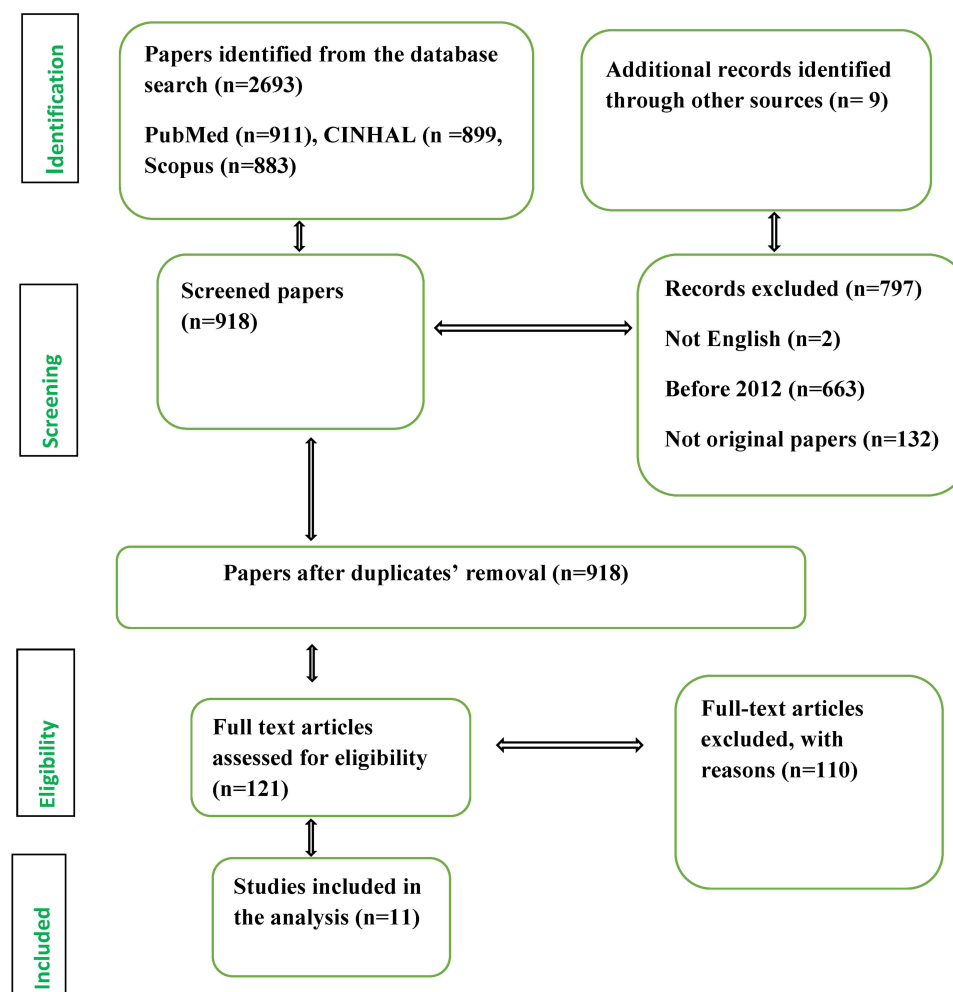 Identification
Papers identified from the database
search (n=2693)
PubMed (n=911), CINHAL (n =899,
Scopus (n=883)
Additional records identified
through other sources (n= 9)
Screening
Screened papers
(n=918)
Records excluded (n=797)
Not English (n=2)
Before 2012 (n=663)
Not original papers (n=132)
Papers after duplicates’ removal (n=918)
Eligibility
Full text articles
assessed for eligibility
(n=121)
Full-text articles
excluded, with
reasons (n=110)
Included
Studies included in
the analysis (n=11)